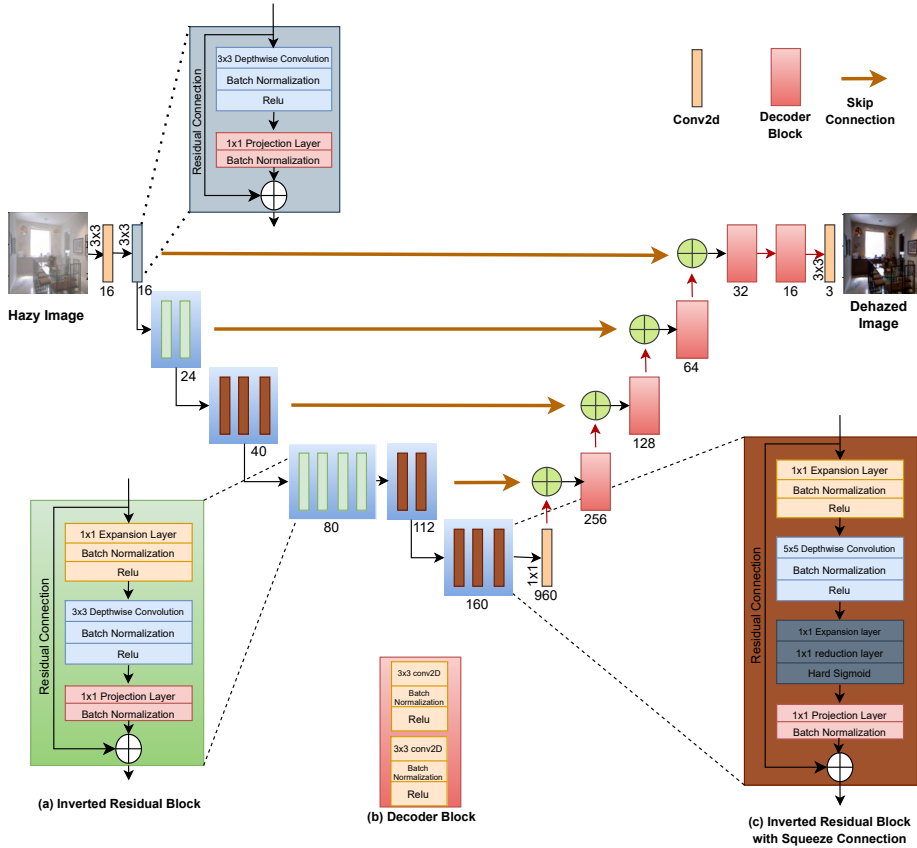 Residual Connection
3x3 Depthwise Convolution
Batch Normalization
Relu
1x1 Projection Layer
Batch Normalization
Conv2d
Decoder
Block
Skip
Connection
3x3
3x3
16
16
Hazy Image
32
16
3x3
3
Dehazed
Image
24
64
40
128
80
112
256
160
1x1
960
Residual Connection
1x1 Expansion Layer
Batch Normalization
Relu
3x3 Depthwise Convolution
Batch Normalization
Relu
1x1 Projection Layer
Batch Normalization
(a) Inverted Residual Block
3x3 conv2D
Batch
Normalization
Relu
3x3 conv2D
Batch
Normalization
Relu
(b) Decoder Block
Residual Connection
1x1 Expansion Layer
Batch Normalization
Relu
5x5 Depthwise Convolution
Batch Normalization
Relu
1x1 Expansion layer
1x1 reduction layer
Hard Sigmoid
1x1 Projection Layer
Batch Normalization
(c) Inverted Residual Block
with Squeeze Connection